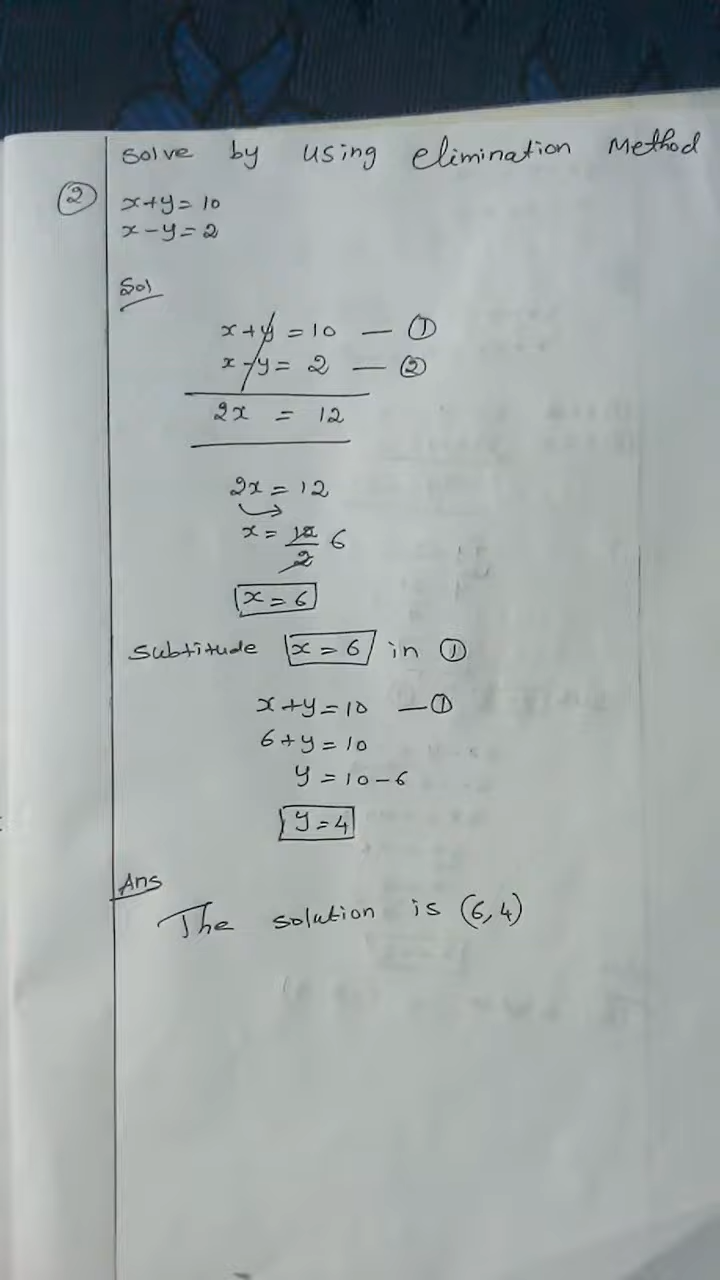 Solve by using elimination Method
② x+y=10
x-y=2
Sol
x+y=10 — ①
x-y=2 — ②
2x = 12
2x=12
x=12/2 6
x=6
Subtitude x=6 in ①
x+y=10 —①
6+y=10
y=10-6
y=4
Ans
The solution is (6,4)